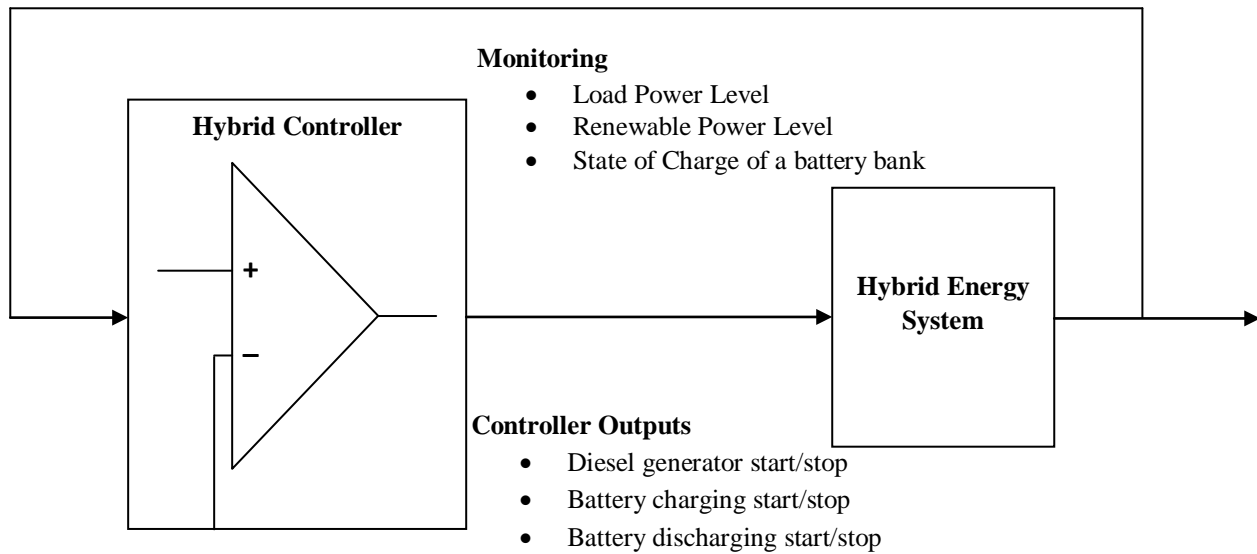 Monitoring
• Load Power Level
• Renewable Power Level
• State of Charge of a battery bank
Hybrid Controller
+
−
Hybrid Energy
System
Controller Outputs
• Diesel generator start/stop
• Battery charging start/stop
• Battery discharging start/stop